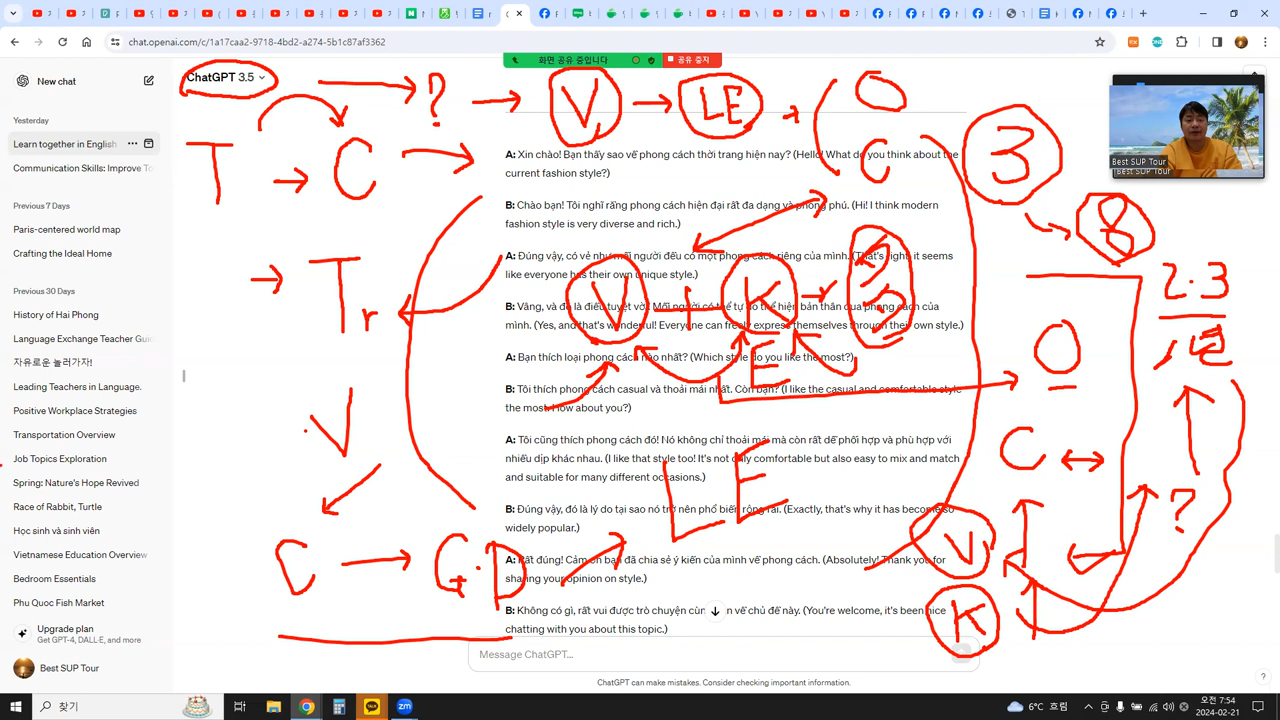 chat.openai.com/c/1a17caa2-9718-4bd2-a274-5b1c87af3362
화면 공유 중입니다
공유 중지
New chat
ChatGPT 3.5
Yesterday
Learn together in English
Communication Skills: Improve To
Previous 7 Days
Paris-centered world map
Crafting the Ideal Home
Previous 30 Days
History of Hai Phong
Language Exchange Teacher Gui
자유로운 눌러가자!
Leading Teachers in Language.
Positive Workplace Strategies
Transportation Overview
Job Topics Exploration
Spring: Nature's Hope Revived
Race of Rabbit, Turtle
Học sinh và sinh viên
Vietnamese Education Overview
Bedroom Essentials
Phu Quoc Fish Market
Upgrade plan
Get GPT-4, DALL·E, and more
Best SUP Tour
A: Xin chào! Bạn thấy sao về phong cách thời trang hiện nay? (Hello! What do you think about the
current fashion style?)
B: Chào bạn! Tôi nghĩ rằng phong cách hiện đại rất đa dạng và phong phú. (Hi! I think modern
fashion style is very diverse and rich.)
A: Đúng vậy, có vẻ như mỗi người đều có một phong cách riêng của mình. (That's right, it seems
like everyone has their own unique style.)
B: Vâng, và đó là điều tuyệt vời. Mọi người có thể tự do thể hiện bản thân qua phong cách của
mình. (Yes, and that's wonderful! Everyone can freely express themselves through their own style.)
A: Bạn thích loại phong cách nào nhất? (Which style do you like the most?)
B: Tôi thích phong cách casual và thoải mái nhất. Còn bạn? (I like the casual and comfortable style
the most. How about you?)
A: Tôi cũng thích phong cách đó! Nó không chỉ thoải mái mà còn rất dễ phối hợp và phù hợp với
nhiều dịp khác nhau. (I like that style too! It's not only comfortable but also easy to mix and match
and suitable for many different occasions.)
B: Đúng vậy, đó là lý do tại sao nó trở nên phổ biến rộng rãi. (Exactly, that's why it has become so
widely popular.)
A: Rất đúng! Cảm ơn bạn đã chia sẻ ý kiến của mình về phong cách. (Absolutely! Thank you for
sharing your opinion on style.)
B: Không có gì, rất vui được trò chuyện cùng bạn về chủ đề này. (You're welcome, it's been nice
chatting with you about this topic.)
Message ChatGPT...
ChatGPT can make mistakes. Consider checking important information.
? V LE O
T C C 3
8
V + K 3
Tr
2·3
O
E
V
C
LE
?
C G·D
V
K
Best SUP Tour
Best SUP Tour
찾기
6°C 흐림
오전 7:54
2024-02-21